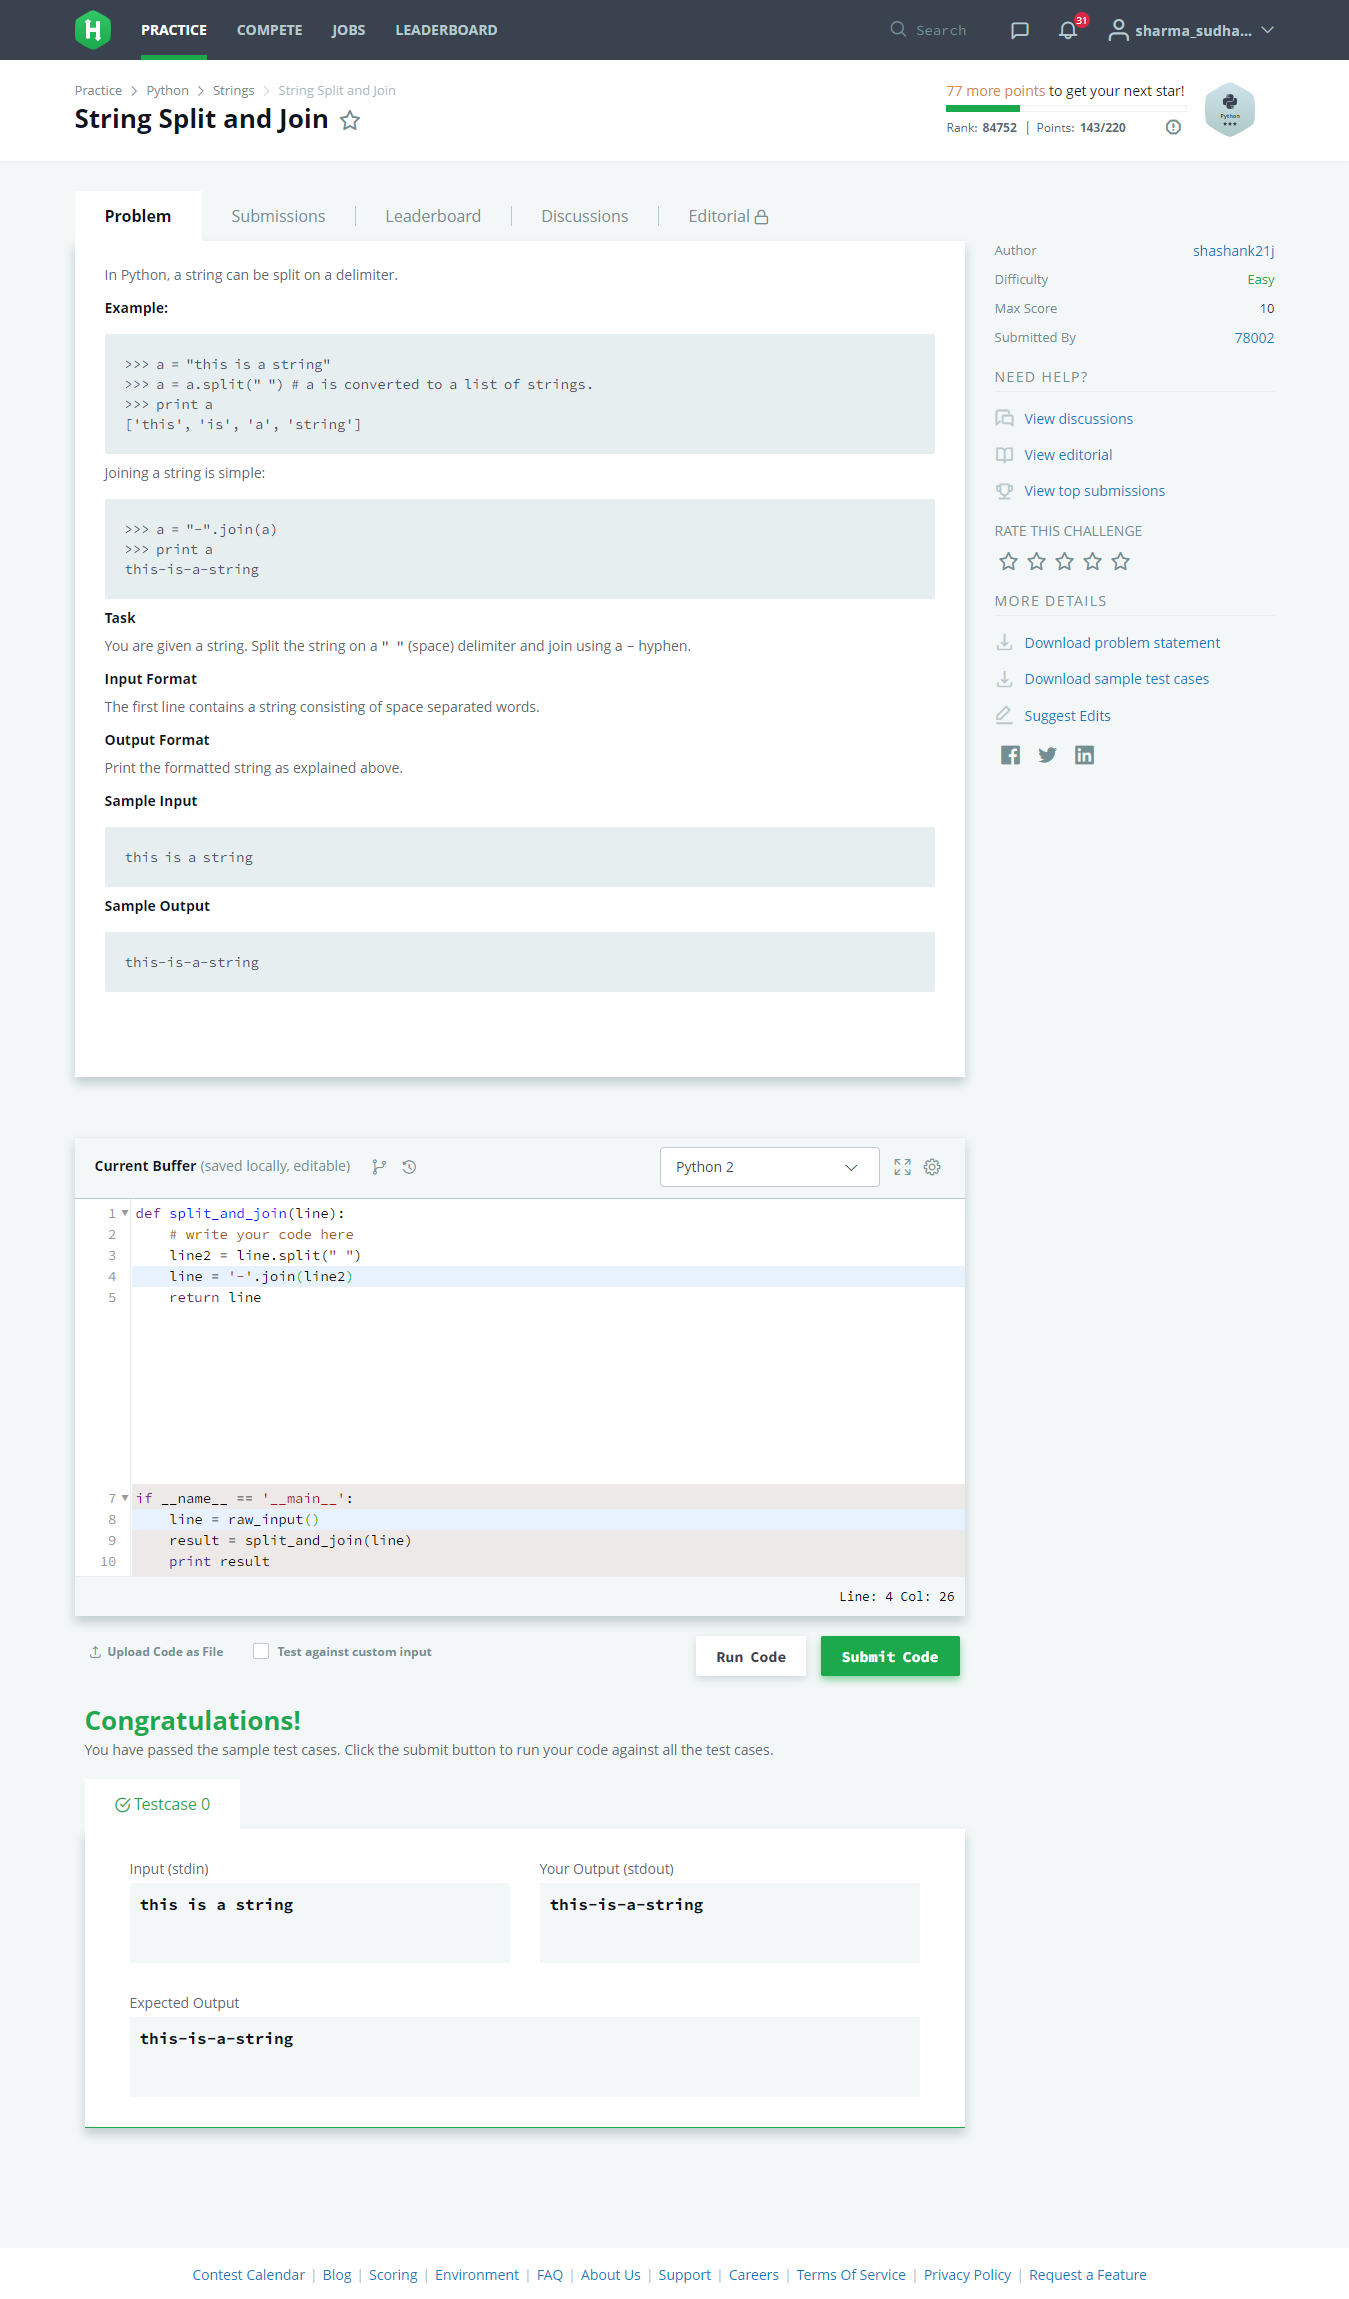 PRACTICE COMPETE JOBS LEADERBOARD Search 31 sharma_sudha...
Practice > Python > Strings > String Split and Join
String Split and Join
77 more points to get your next star!
Rank: 84752 | Points: 143/220
Python
Problem Submissions Leaderboard Discussions Editorial
In Python, a string can be split on a delimiter.
Example:
>>> a = "this is a string"
>>> a = a.split(" ") # a is converted to a list of strings.
>>> print a
['this', 'is', 'a', 'string']
Joining a string is simple:
>>> a = "-".join(a)
>>> print a
this-is-a-string
Task
You are given a string. Split the string on a " " (space) delimiter and join using a - hyphen.
Input Format
The first line contains a string consisting of space separated words.
Output Format
Print the formatted string as explained above.
Sample Input
this is a string
Sample Output
this-is-a-string
Author shashank21j
Difficulty Easy
Max Score 10
Submitted By 78002
NEED HELP?
View discussions
View editorial
View top submissions
RATE THIS CHALLENGE
MORE DETAILS
Download problem statement
Download sample test cases
Suggest Edits
Current Buffer (saved locally, editable) Python 2
1 def split_and_join(line):
2 # write your code here
3 line2 = line.split(" ")
4 line = '-'.join(line2)
5 return line
7 if __name__ == '__main__':
8 line = raw_input()
9 result = split_and_join(line)
10 print result
Line: 4 Col: 26
Upload Code as File Test against custom input Run Code Submit Code
Congratulations!
You have passed the sample test cases. Click the submit button to run your code against all the test cases.
Testcase 0
Input (stdin) Your Output (stdout)
this is a string this-is-a-string
Expected Output
this-is-a-string
Contest Calendar | Blog | Scoring | Environment | FAQ | About Us | Support | Careers | Terms Of Service | Privacy Policy | Request a Feature